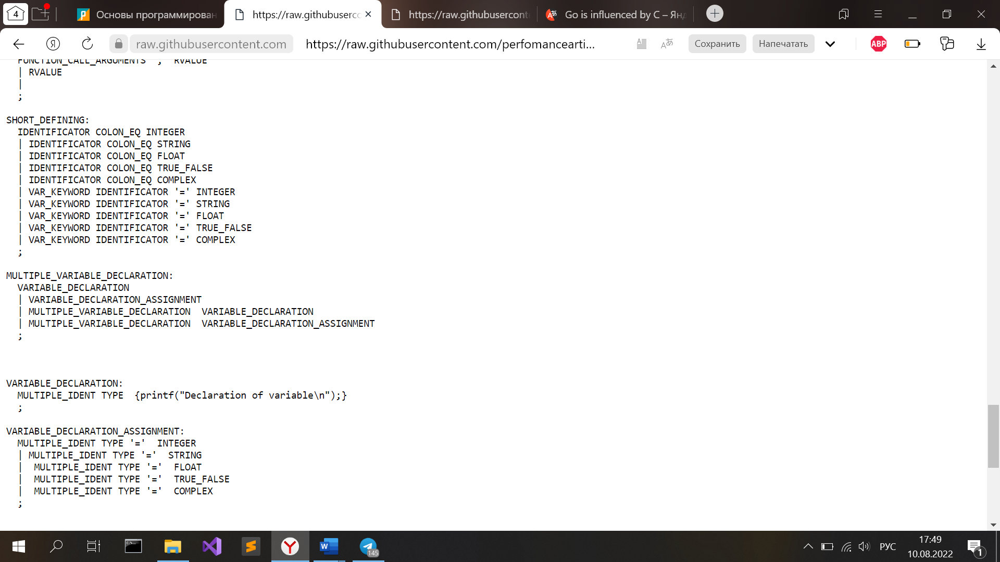 4
Основы программирован
https://raw.githubuserc
https://raw.githubusercont
Go is influenced by C – Янд
raw.githubusercontent.com
https://raw.githubusercontent.com/perfomancearti...
Сохранить
Напечатать
ABP
FUNCTION_CALL_ARGUMENTS ',' RVALUE
| RVALUE
|
;
SHORT_DEFINING:
IDENTIFICATOR COLON_EQ INTEGER
| IDENTIFICATOR COLON_EQ STRING
| IDENTIFICATOR COLON_EQ FLOAT
| IDENTIFICATOR COLON_EQ TRUE_FALSE
| IDENTIFICATOR COLON_EQ COMPLEX
| VAR_KEYWORD IDENTIFICATOR '=' INTEGER
| VAR_KEYWORD IDENTIFICATOR '=' STRING
| VAR_KEYWORD IDENTIFICATOR '=' FLOAT
| VAR_KEYWORD IDENTIFICATOR '=' TRUE_FALSE
| VAR_KEYWORD IDENTIFICATOR '=' COMPLEX
;
MULTIPLE_VARIABLE_DECLARATION:
VARIABLE_DECLARATION
| VARIABLE_DECLARATION_ASSIGNMENT
| MULTIPLE_VARIABLE_DECLARATION  VARIABLE_DECLARATION
| MULTIPLE_VARIABLE_DECLARATION  VARIABLE_DECLARATION_ASSIGNMENT
;
VARIABLE_DECLARATION:
MULTIPLE_IDENT TYPE  {printf("Declaration of variable\n");}
;
VARIABLE_DECLARATION_ASSIGNMENT:
MULTIPLE_IDENT TYPE '='  INTEGER
| MULTIPLE_IDENT TYPE '='  STRING
|  MULTIPLE_IDENT TYPE '='  FLOAT
|  MULTIPLE_IDENT TYPE '='  TRUE_FALSE
|  MULTIPLE_IDENT TYPE '='  COMPLEX
;
145
РУС
17:49
10.08.2022
1